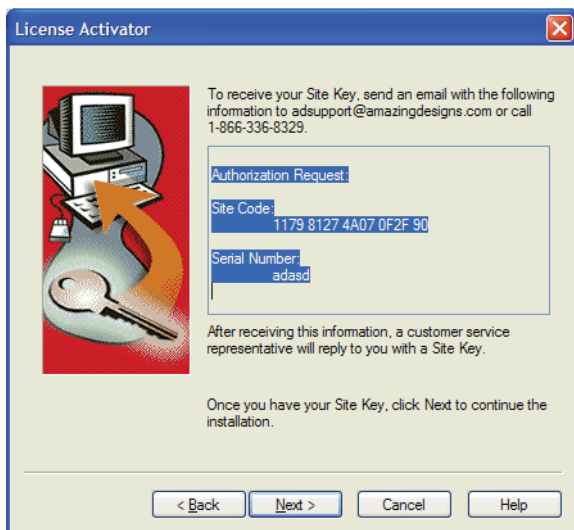 License Activator
To receive your Site Key, send an email with the following
information to adsupport@amazingdesigns.com or call
1-866-336-8329.
Authorization Request:
Site Code:
1179 8127 4A07 0F2F 90
Serial Number:
adasd
After receiving this information, a customer service
representative will reply to you with a Site Key.
Once you have your Site Key, click Next to continue the
installation.
< Back Next > Cancel Help